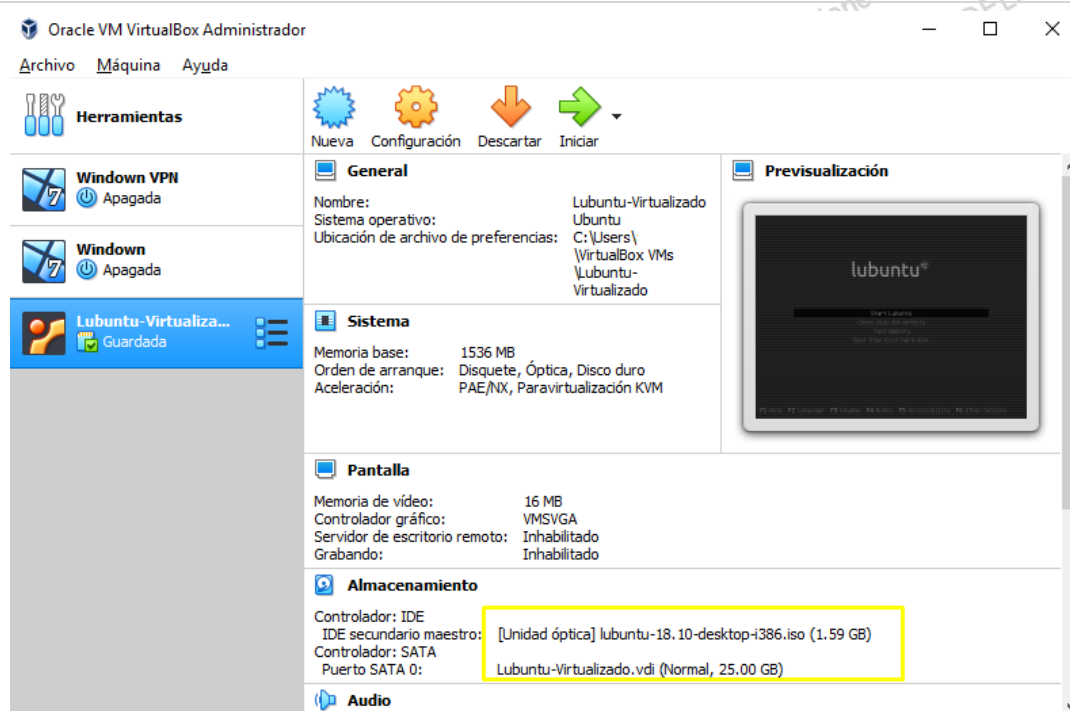 Oracle VM VirtualBox Administrador
Archivo Máquina Ayuda
Herramientas
Nueva Configuración Descartar Iniciar
Windown VPN
Apagada
Windown
Apagada
Lubuntu-Virtualiza...
Guardada
General
Nombre: Lubuntu-Virtualizado
Sistema operativo: Ubuntu
Ubicación de archivo de preferencias: C:\Users\
\VirtualBox VMs
\Lubuntu-
Virtualizado
Previsualización
lubuntu
Start Lubuntu
Sistema
Memoria base: 1536 MB
Orden de arranque: Disquete, Óptica, Disco duro
Aceleración: PAE/NX, Paravirtualización KVM
Pantalla
Memoria de vídeo: 16 MB
Controlador gráfico: VMSVGA
Servidor de escritorio remoto: Inhabilitado
Grabando: Inhabilitado
Almacenamiento
Controlador: IDE
IDE secundario maestro: [Unidad óptica] lubuntu-18.10-desktop-i386.iso (1.59 GB)
Controlador: SATA
Puerto SATA 0: Lubuntu-Virtualizado.vdi (Normal, 25.00 GB)
Audio